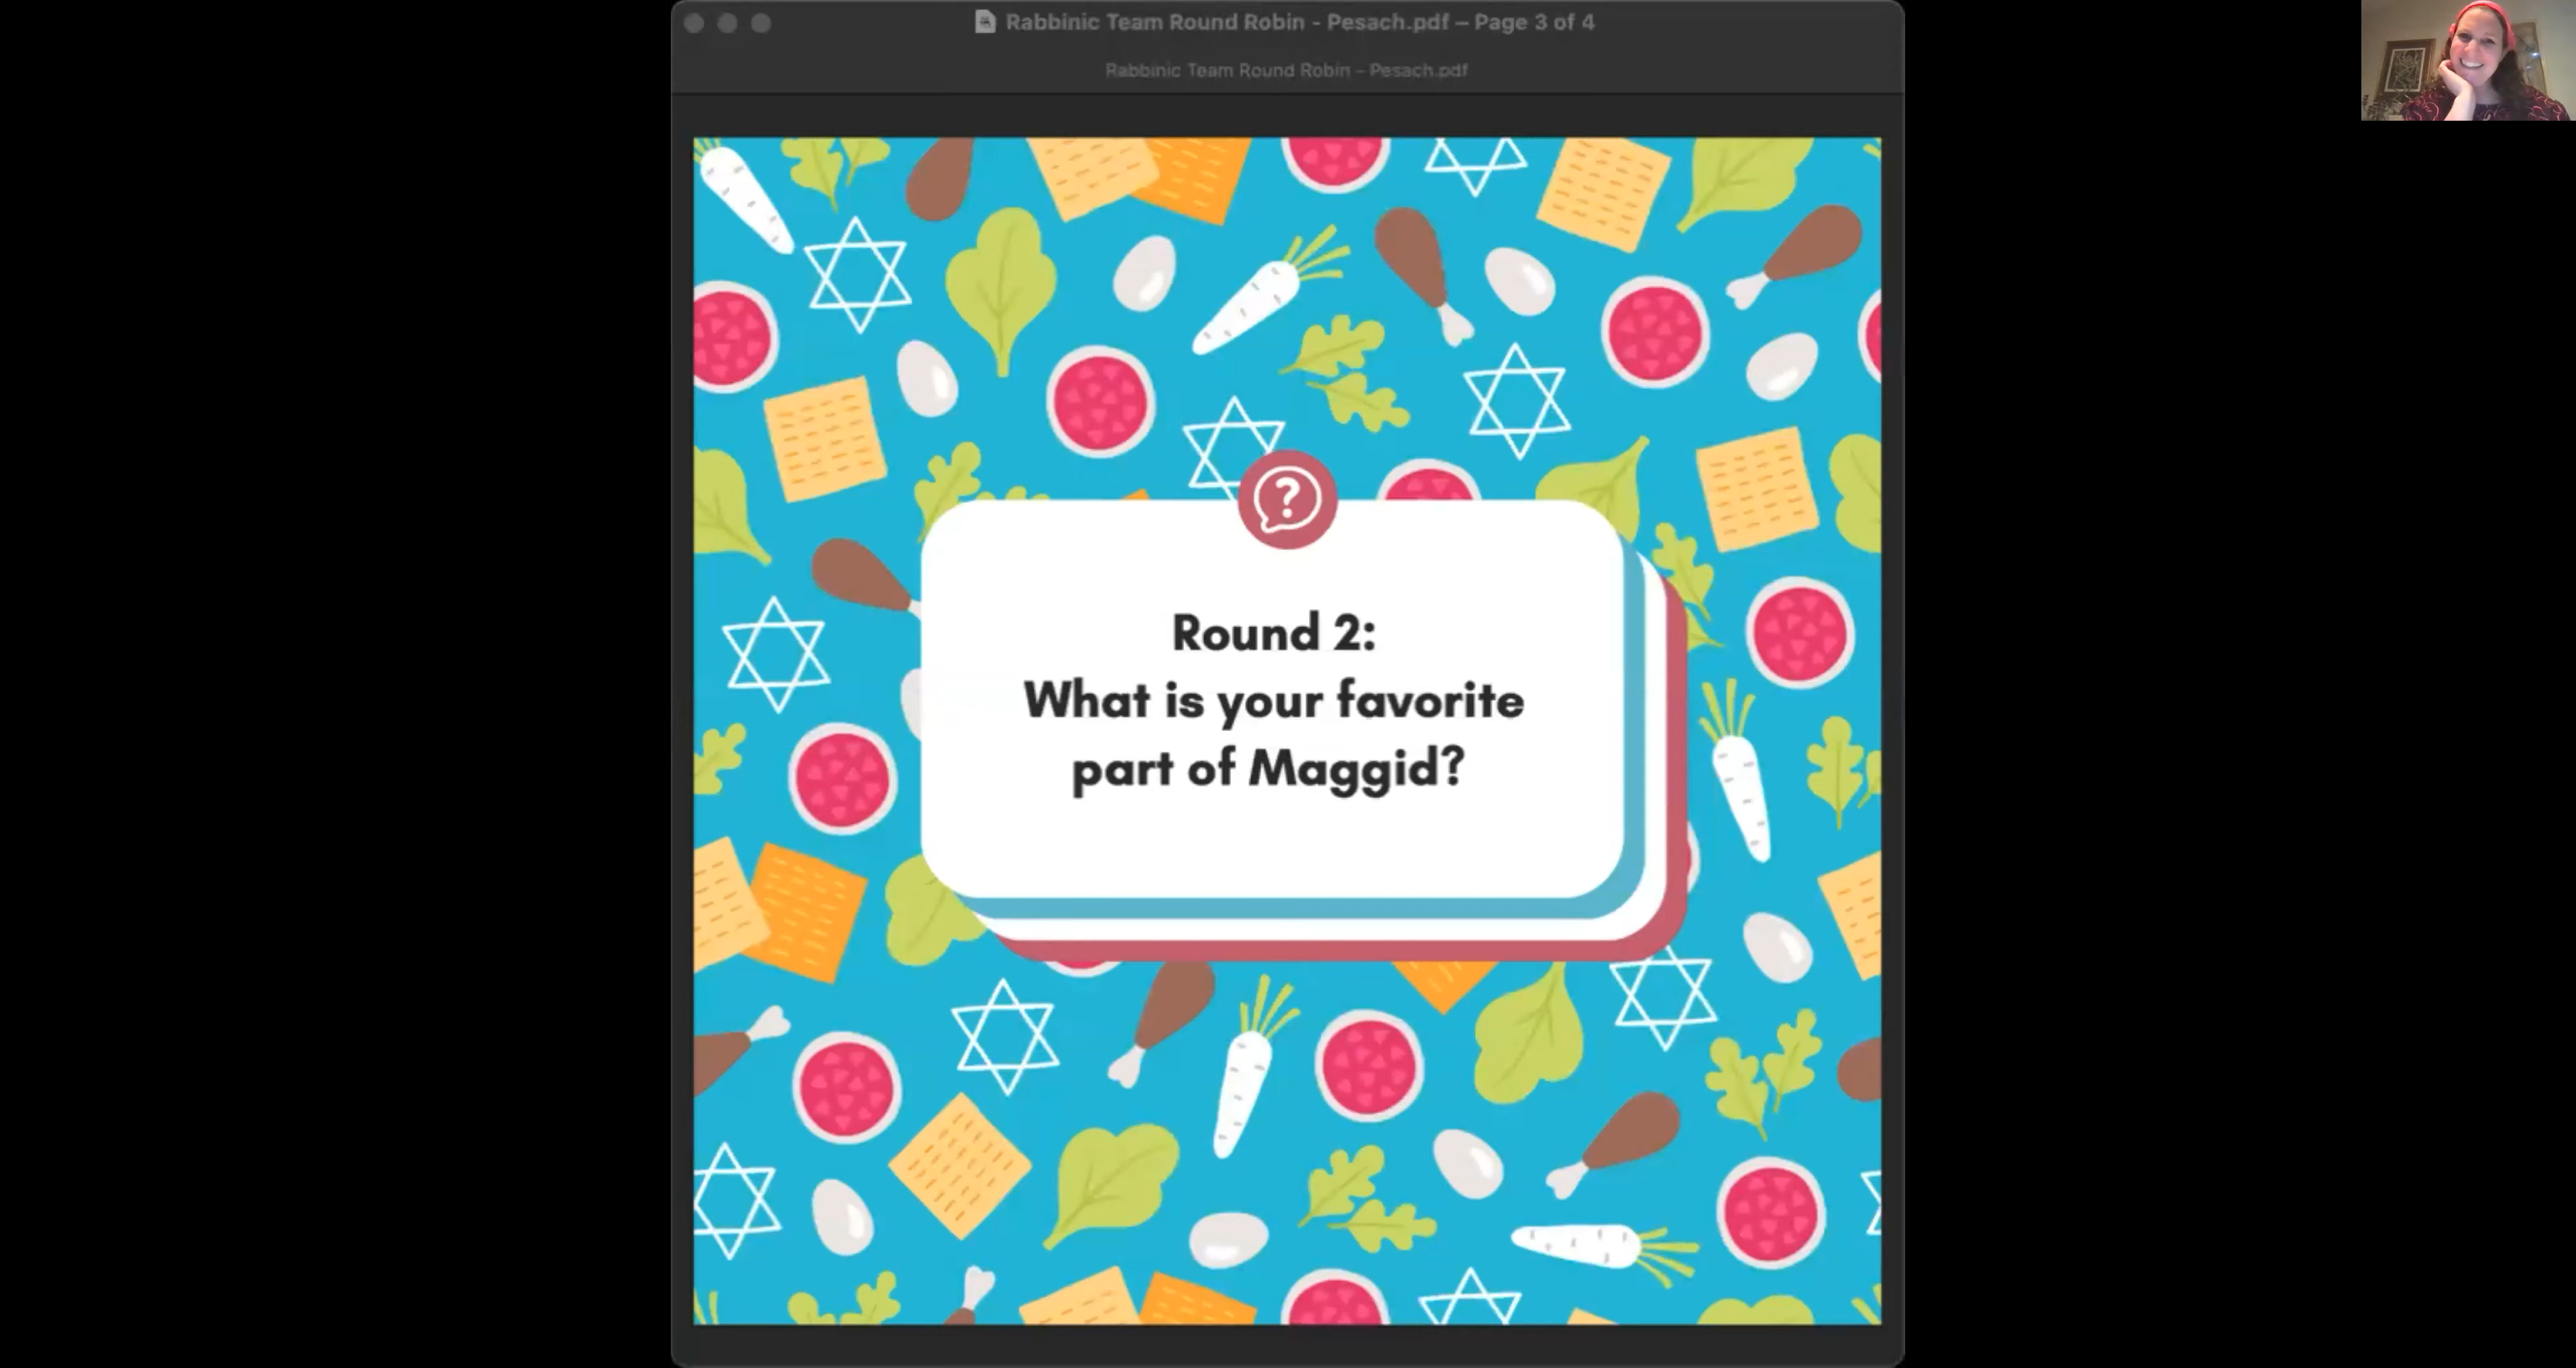 Rabbinic Team Round Robin - Pesach.pdf – Page 3 of 4
Rabbinic Team Round Robin - Pesach.pdf
?
Round 2:
What is your favorite
part of Maggid?